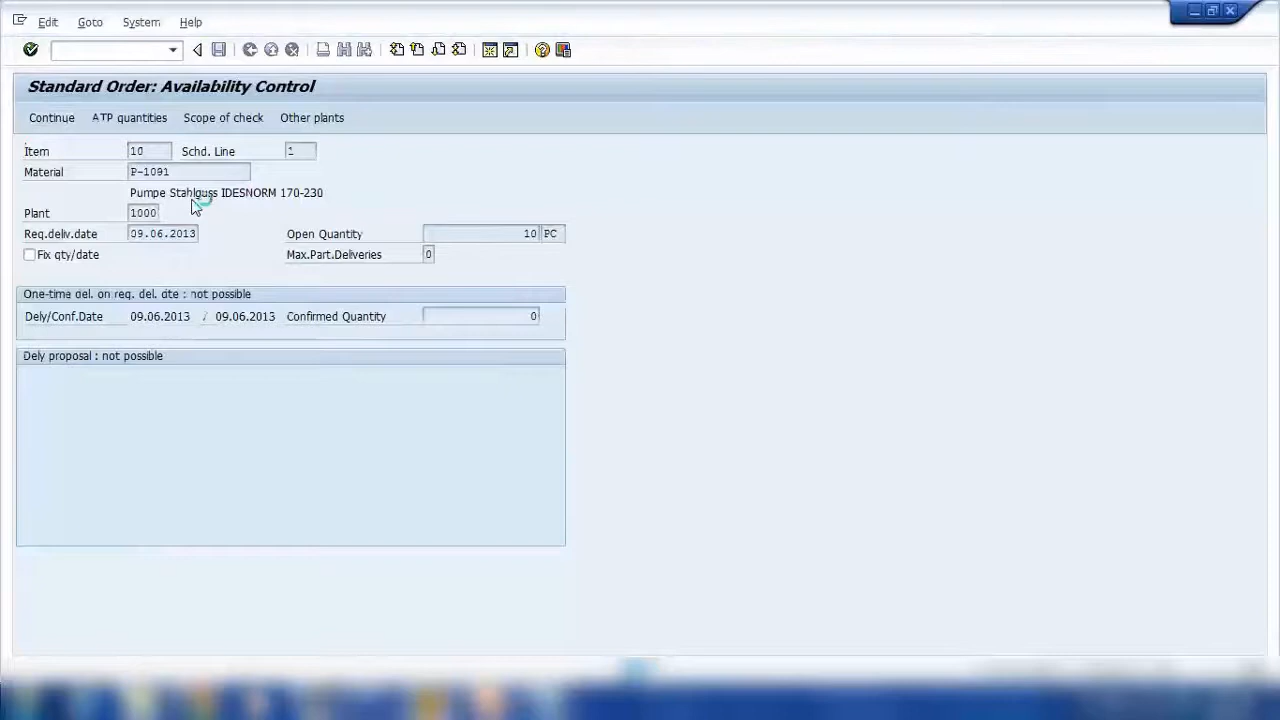 Edit Goto System Help
Standard Order: Availability Control
Continue ATP quantities Scope of check Other plants
Item 10 Schd. Line 1
Material P-1091
Pumpe Stahlguss IDESNORM 170-230
Plant 1000
Req.deliv.date 09.06.2013 Open Quantity 10 PC
Fix qty/date Max.Part.Deliveries 0
One-time del. on req. del. dte : not possible
Dely/Conf.Date 09.06.2013 / 09.06.2013 Confirmed Quantity 0
Dely proposal : not possible